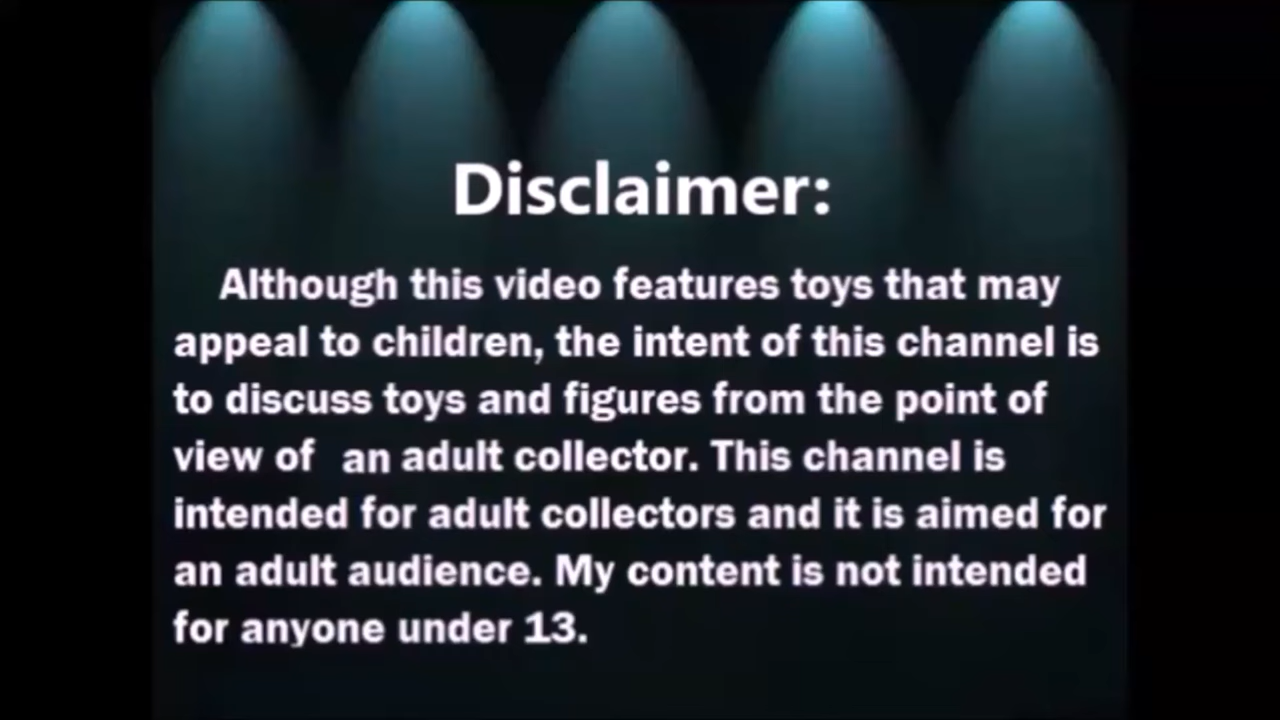 Disclaimer:
Although this video features toys that may
appeal to children, the intent of this channel is
to discuss toys and figures from the point of
view of an adult collector. This channel is
intended for adult collectors and it is aimed for
an adult audience. My content is not intended
for anyone under 13.